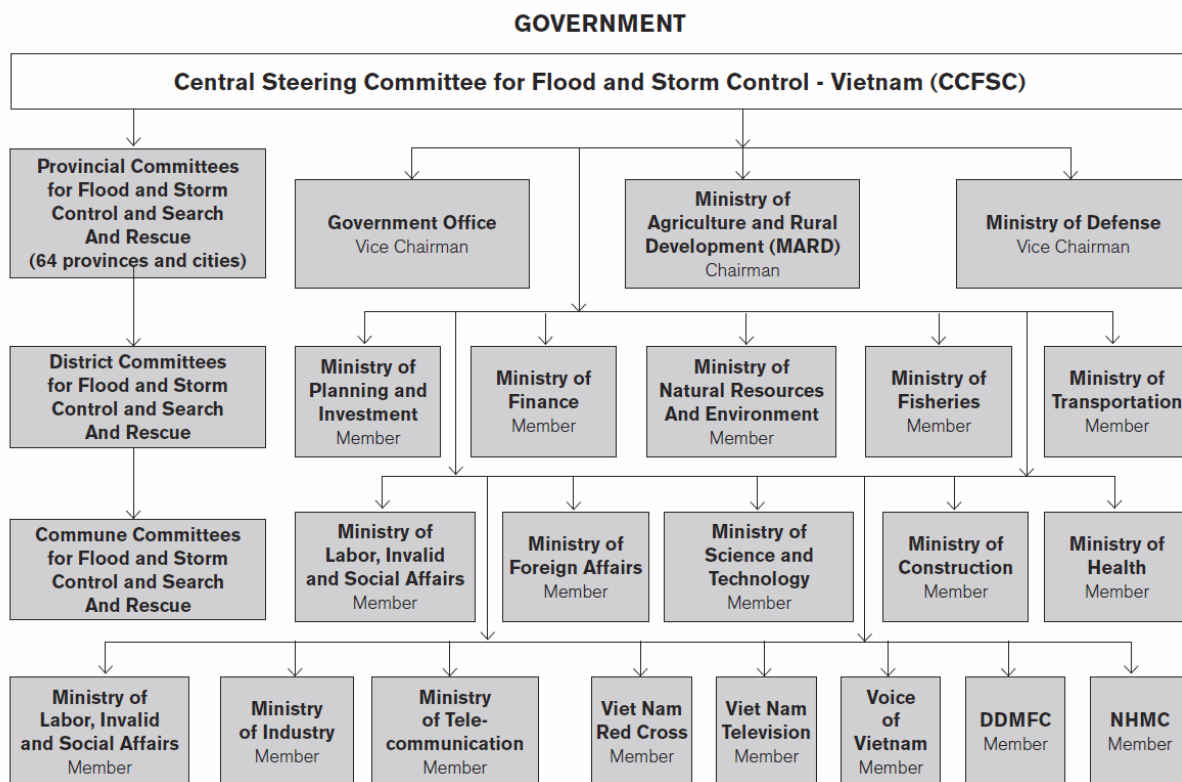 GOVERNMENT
Central Steering Committee for Flood and Storm Control - Vietnam (CCFSC)
Provincial Committees
for Flood and Storm
Control and Search
And Rescue
(64 provinces and cities)
Government Office
Vice Chairman
Ministry of
Agriculture and Rural
Development (MARD)
Chairman
Ministry of Defense
Vice Chairman
District Committees
for Flood and Storm
Control and Search
And Rescue
Ministry of
Planning and
Investment
Member
Ministry of
Finance
Member
Ministry of
Natural Resources
And Environment
Member
Ministry of
Fisheries
Member
Ministry of
Transportation
Member
Commune Committees
for Flood and Storm
Control and Search
And Rescue
Ministry of
Labor, Invalid
and Social Affairs
Member
Ministry of
Foreign Affairs
Member
Ministry of
Science and
Technology
Member
Ministry of
Construction
Member
Ministry of
Health
Member
Ministry of
Labor, Invalid
and Social Affairs
Member
Ministry
of Industry
Member
Ministry
of Tele-
communication
Member
Viet Nam
Red Cross
Member
Viet Nam
Television
Member
Voice
of
Vietnam
Member
DDMFC
Member
NHMC
Member